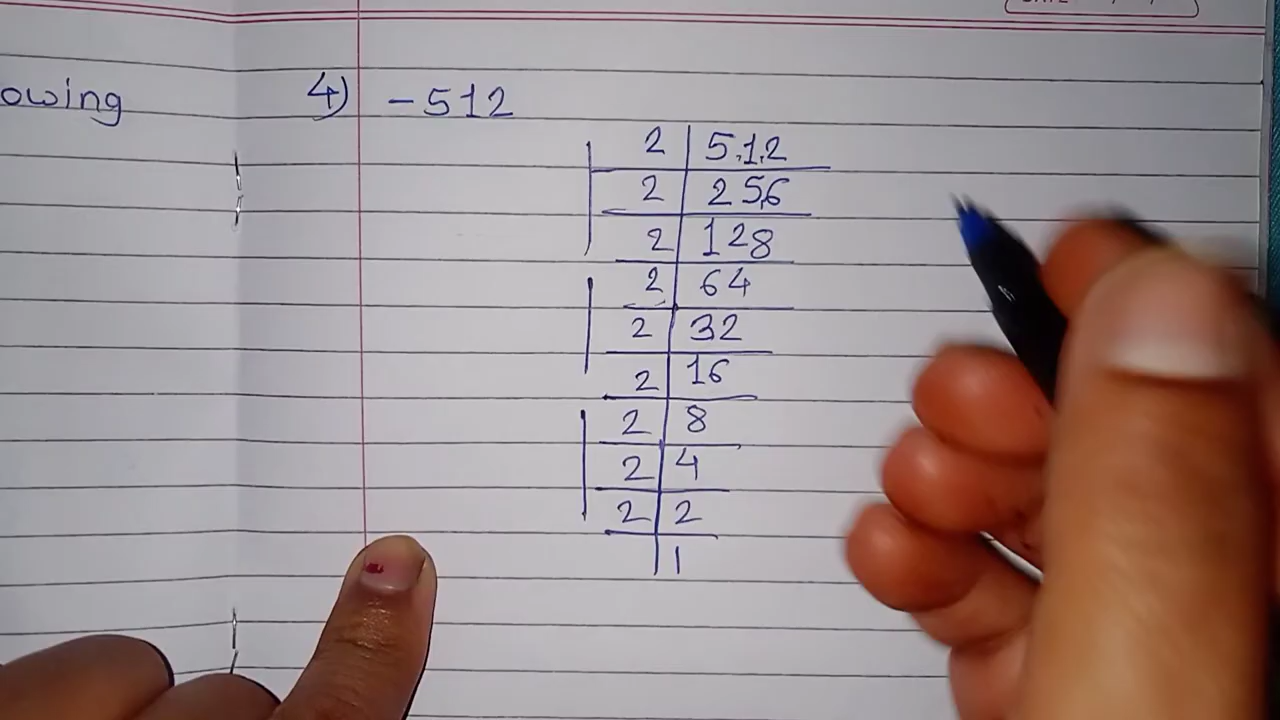 owing 4) -512
2 | 512
2 | 256
2 | 128
2 | 64
2 | 32
2 | 16
2 | 8
2 | 4
2 | 2
| 1